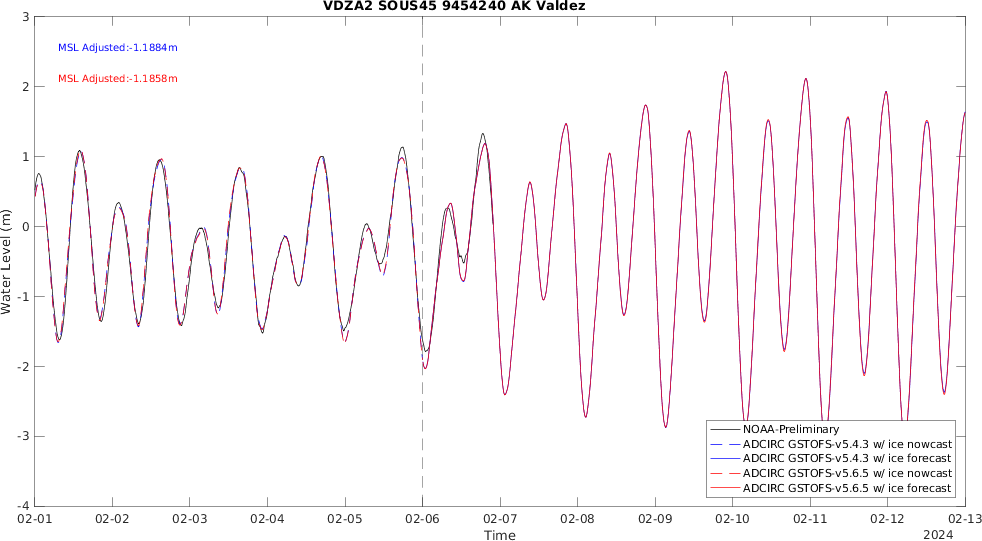 VDZA2 SOUS45 9454240 AK Valdez
MSL Adjusted:-1.1884m
MSL Adjusted:-1.1858m
Water Level (m)
3
2
1
0
-1
-2
-3
-4
NOAA-Preliminary
ADCIRC GSTOFS-v5.4.3 w/ ice nowcast
ADCIRC GSTOFS-v5.4.3 w/ ice forecast
ADCIRC GSTOFS-v5.6.5 w/ ice nowcast
ADCIRC GSTOFS-v5.6.5 w/ ice forecast
02-01 02-02 02-03 02-04 02-05 02-06 02-07 02-08 02-09 02-10 02-11 02-12 02-13
Time
2024